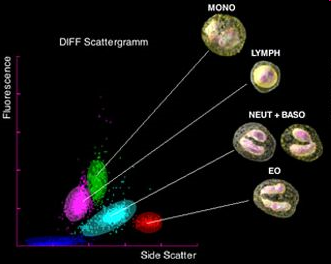 MONO
DIFF Scattergramm
LYMPH
Fluorescence
NEUT + BASO
EO
Side Scatter